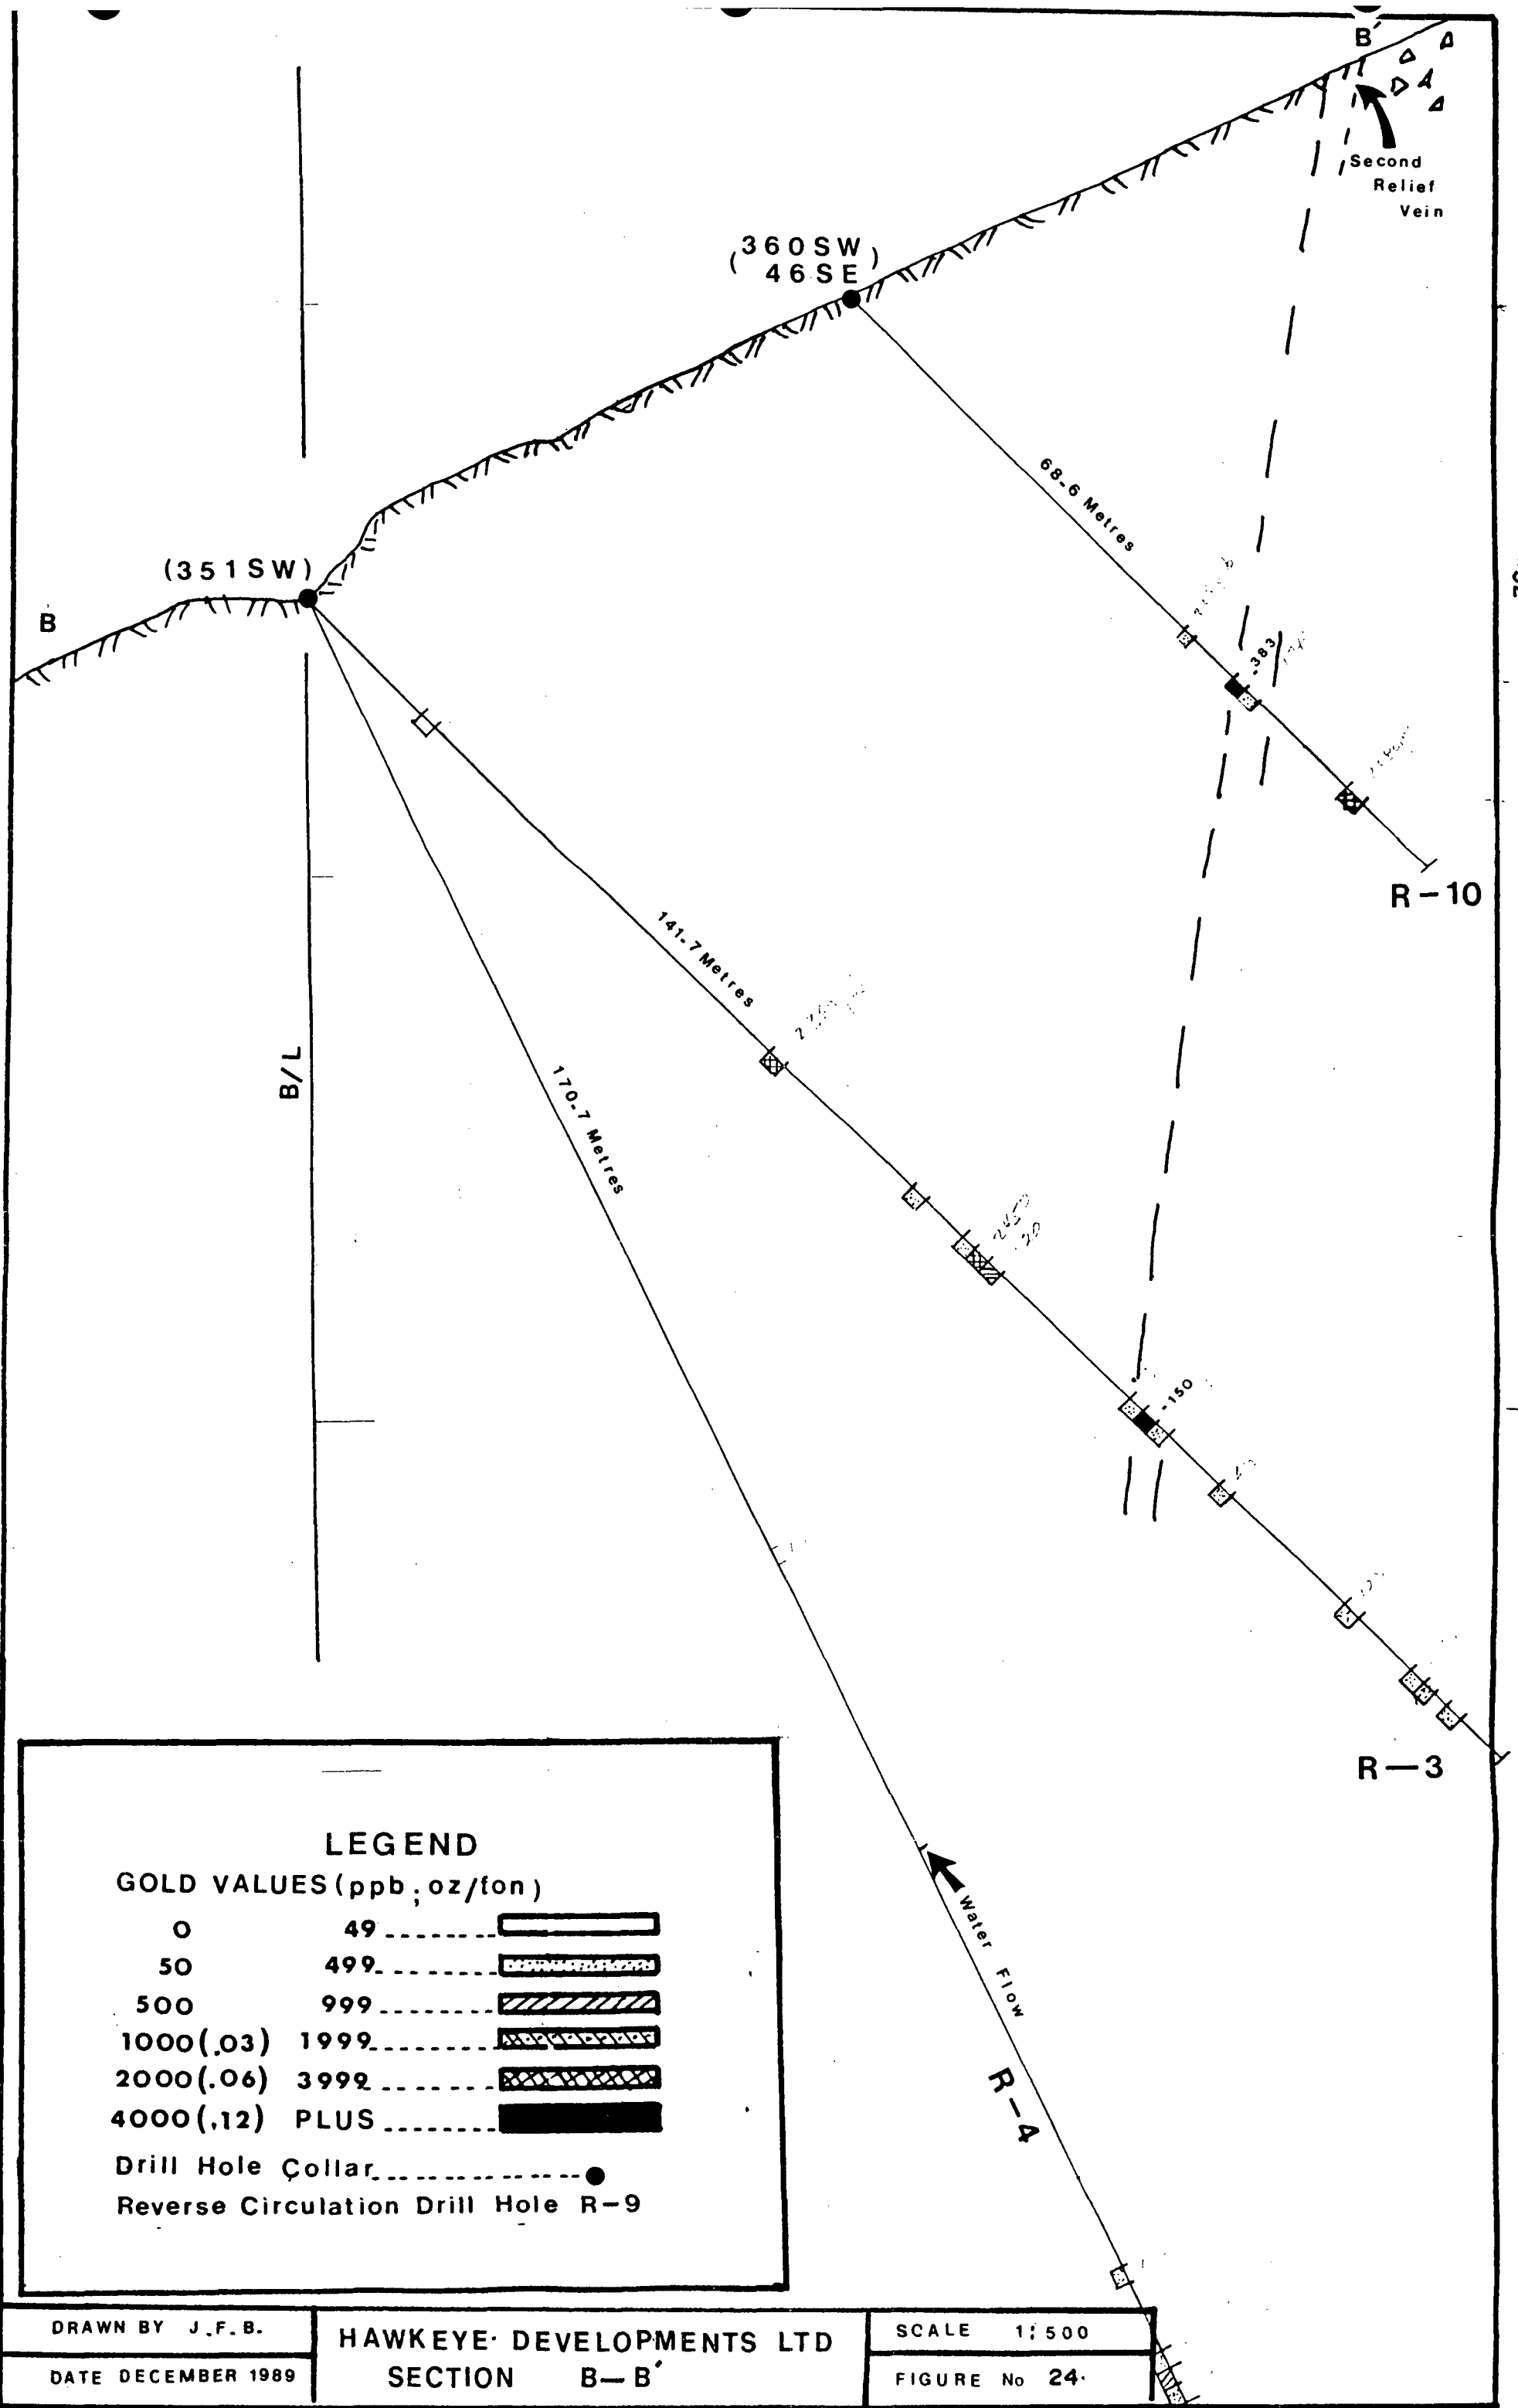 B'
Second
Relief
Vein
(360SW)
46SE
68.6 Metres
(351SW)
B
.383
R-10
141.7 Metres
B/L
170.7 Metres
.150
R-3
Water Flow
R-4
LEGEND
GOLD VALUES (ppb; oz/ton)
0 49
50 499
500 999
1000(.03) 1999
2000(.06) 3999
4000(.12) PLUS
Drill Hole Collar
Reverse Circulation Drill Hole R-9
DRAWN BY J.F.B.
DATE DECEMBER 1989
HAWKEYE DEVELOPMENTS LTD
SECTION B-B'
SCALE 1:500
FIGURE No 24.